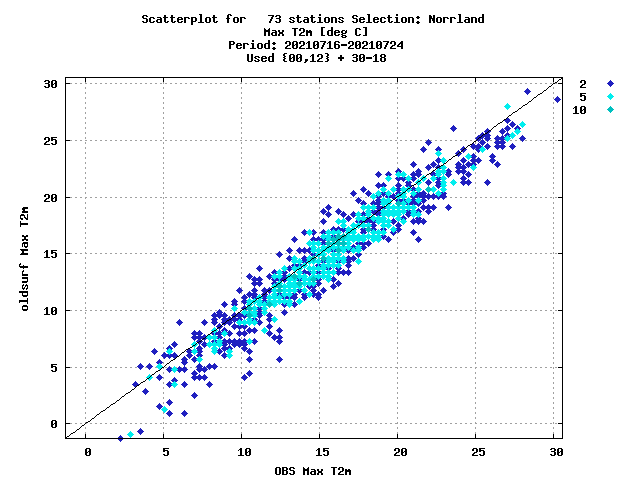 Scatterplot for   73 stations Selection: Norrland
Max T2m [deg C]
Period: 20210716-20210724
Used {00,12} + 30-18
2
5
10
30
25
20
15
10
5
0
oldsurf Max T2m
0 5 10 15 20 25 30
OBS Max T2m